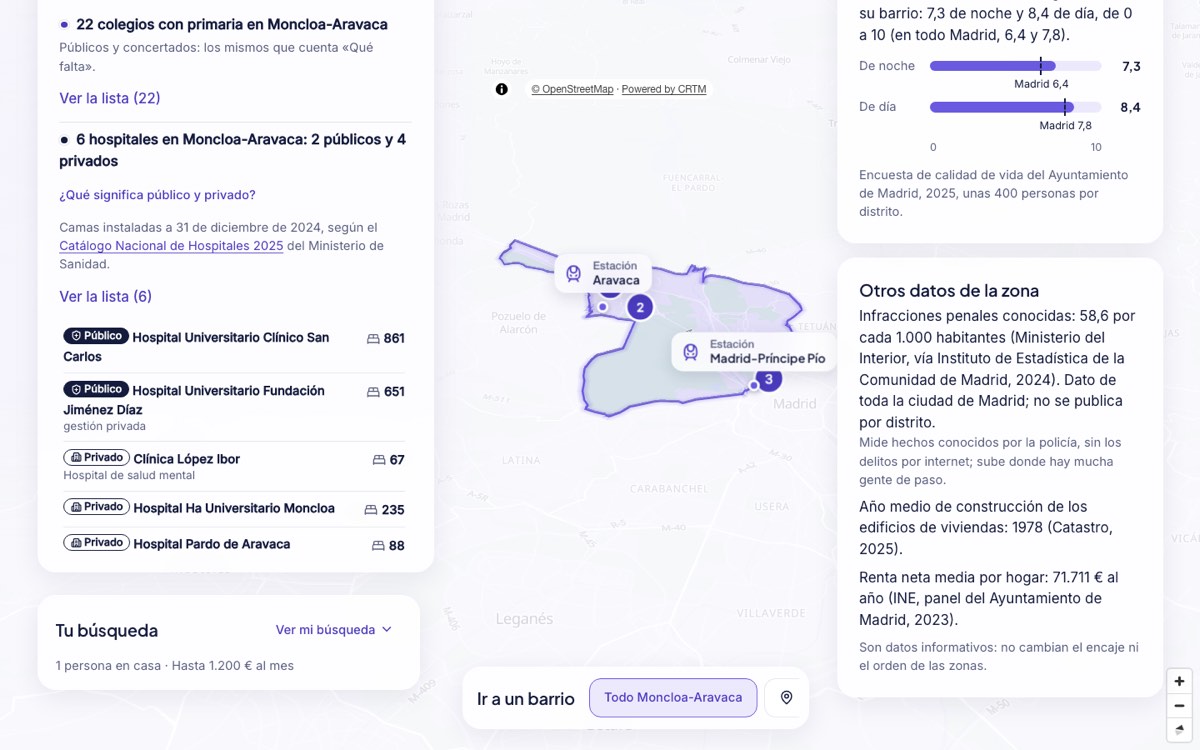 22 colegios con primaria en Moncloa-Aravaca
Públicos y concertados: los mismos que cuenta «Qué
falta».
Ver la lista (22)
6 hospitales en Moncloa-Aravaca: 2 públicos y 4
privados
¿Qué significa público y privado?
Camas instaladas a 31 de diciembre de 2024, según el
Catálogo Nacional de Hospitales 2025 del Ministerio de
Sanidad.
Ver la lista (6)
Público Hospital Universitario Clínico San
Carlos
861
Público Hospital Universitario Fundación
Jiménez Díaz
651
gestión privada
Privado Clínica López Ibor
67
Hospital de salud mental
Privado Hospital Ha Universitario Moncloa
235
Privado Hospital Pardo de Aravaca
88
Tu búsqueda
Ver mi búsqueda
1 persona en casa · Hasta 1.200 € al mes
© OpenStreetMap · Powered by CRTM
Colmenar Viejo
FUENCARRAL-
EL PARDO
Estación
Aravaca
2
Pozuelo de
Alarcón
TETUÁN
Estación
Madrid-Príncipe Pío
3
Madrid
LATINA
CARABANCHEL
USERA
M-40
Leganés
VILLAVERDE
M-409
M-50
Ir a un barrio
Todo Moncloa-Aravaca
su barrio: 7,3 de noche y 8,4 de día, de 0
a 10 (en todo Madrid, 6,4 y 7,8).
De noche
7,3
Madrid 6,4
De día
8,4
Madrid 7,8
0
10
Encuesta de calidad de vida del Ayuntamiento
de Madrid, 2025, unas 400 personas por
distrito.
Otros datos de la zona
Infracciones penales conocidas: 58,6 por
cada 1.000 habitantes (Ministerio del
Interior, vía Instituto de Estadística de la
Comunidad de Madrid, 2024). Dato de
toda la ciudad de Madrid; no se publica
por distrito.
Mide hechos conocidos por la policía, sin los
delitos por internet; sube donde hay mucha
gente de paso.
Año medio de construcción de los
edificios de viviendas: 1978 (Catastro,
2025).
Renta neta media por hogar: 71.711 € al
año (INE, panel del Ayuntamiento de
Madrid, 2023).
Son datos informativos: no cambian el encaje ni
el orden de las zonas.